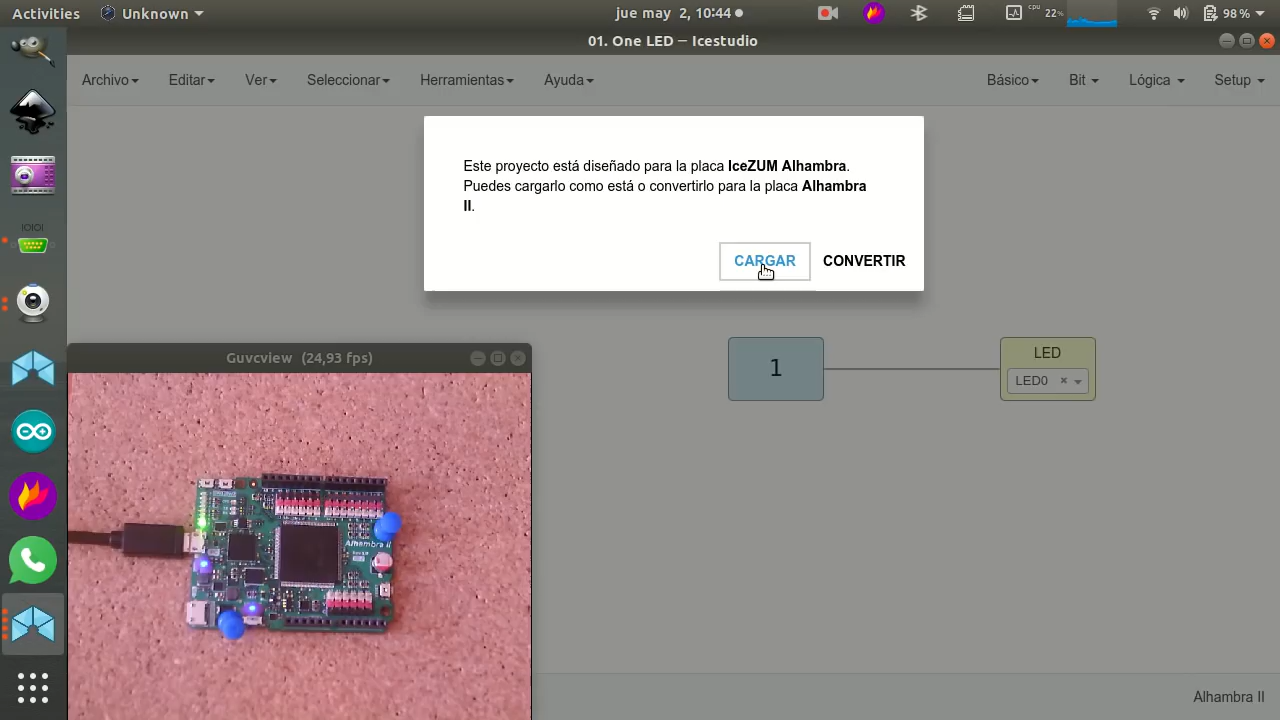 Activities
Unknown
jue may 2, 10:44
22%
98 %
01. One LED — Icestudio
Archivo
Editar
Ver
Seleccionar
Herramientas
Ayuda
Básico
Bit
Lógica
Setup
Este proyecto está diseñado para la placa IceZUM Alhambra.
Puedes cargarlo como está o convertirlo para la placa Alhambra
II.
CARGAR
CONVERTIR
1
LED
LED0
IOIOI
Guvcview (24,93 fps)
Alhambra II
Alhambra II